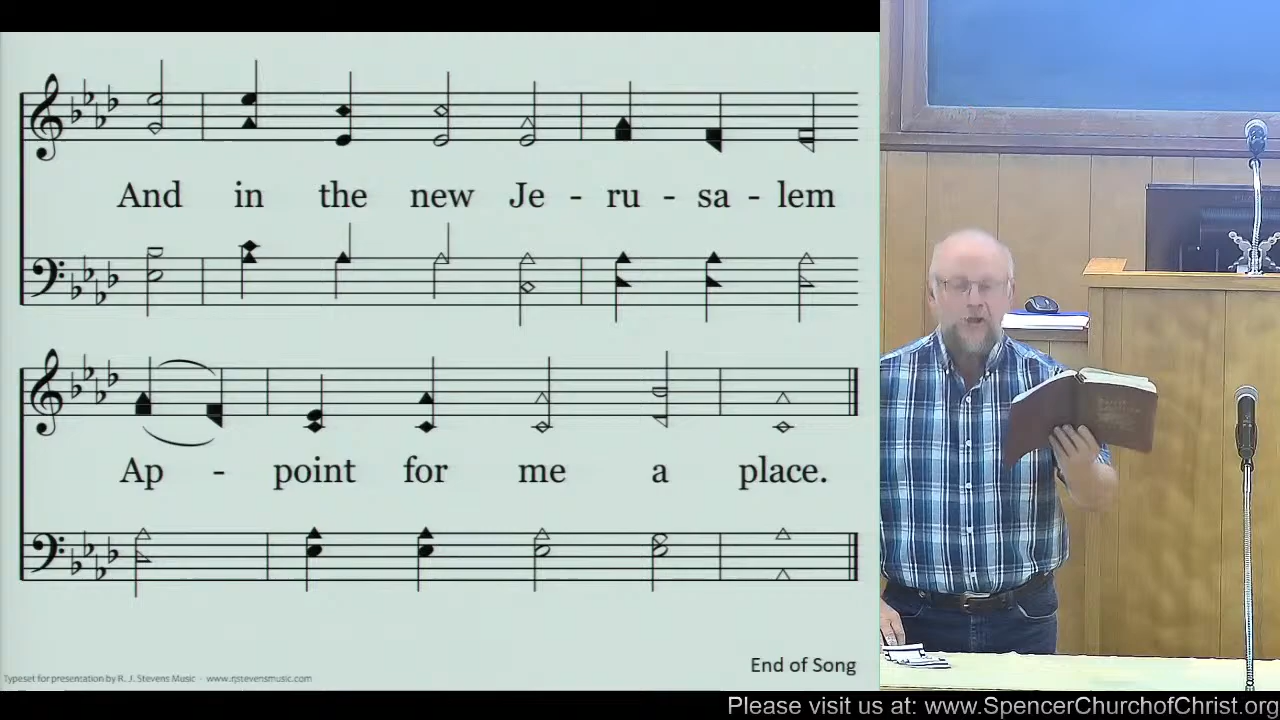 And in the new Je - ru - sa - lem
Ap - point for me a place.
End of Song
Typeset for presentation by R. J. Stevens Music - www.rjstevensmusic.com
Please visit us at: www.SpencerChurchofChrist.org